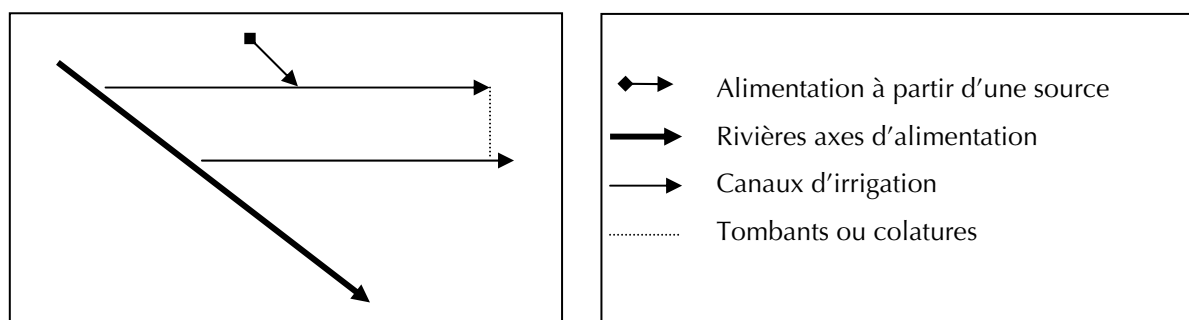 Alimentation à partir d’une source
Rivières axes d’alimentation
Canaux d’irrigation
Tombants ou colatures